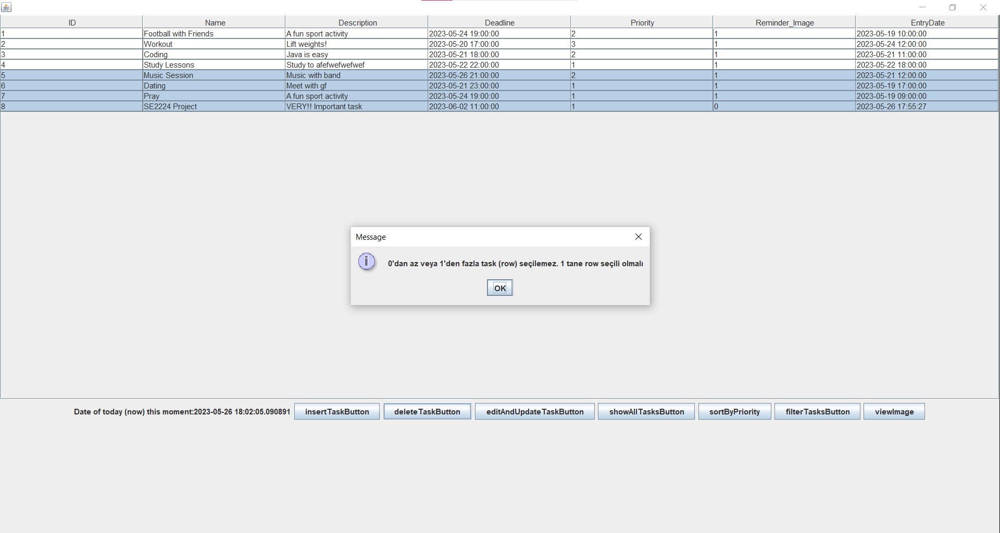 ID Name Description Deadline Priority Reminder_Image EntryDate
1 Football with Friends A fun sport activity 2023-05-24 19:00:00 2 1 2023-05-19 10:00:00
2 Workout Lift weights! 2023-05-20 17:00:00 3 1 2023-05-24 12:00:00
3 Coding Java is easy 2023-05-21 18:00:00 2 1 2023-05-21 11:00:00
4 Study Lessons Study to afefwefwefwef 2023-05-22 22:00:00 1 1 2023-05-22 18:00:00
5 Music Session Music with band 2023-05-26 21:00:00 2 1 2023-05-21 12:00:00
6 Dating Meet with gf 2023-05-21 23:00:00 1 1 2023-05-19 17:00:00
7 Pray A fun sport activity 2023-05-24 19:00:00 1 1 2023-05-19 09:00:00
8 SE2224 Project VERY!! Important task 2023-06-02 11:00:00 1 0 2023-05-26 17:55:27
Message
0'dan az veya 1'den fazla task (row) seçilemez. 1 tane row seçili olmalı
OK
Date of today (now) this moment:2023-05-26 18:02:05.090891 insertTaskButton deleteTaskButton editAndUpdateTaskButton showAllTasksButton sortByPriority filterTasksButton viewImage